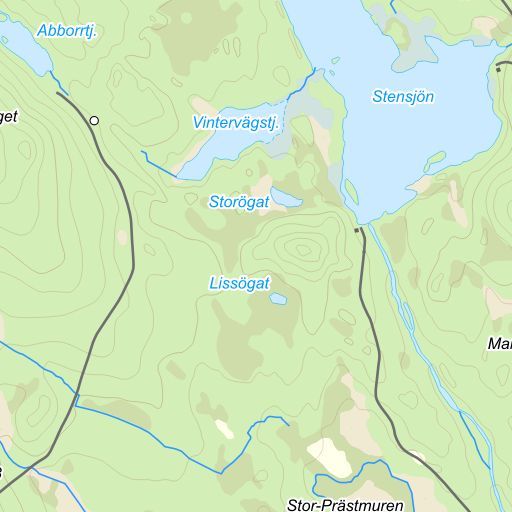 Abborrtj.
Stensjön
get
Vintervägstj.
Storögat
Lissögat
Mar
Stor-Prästmuren